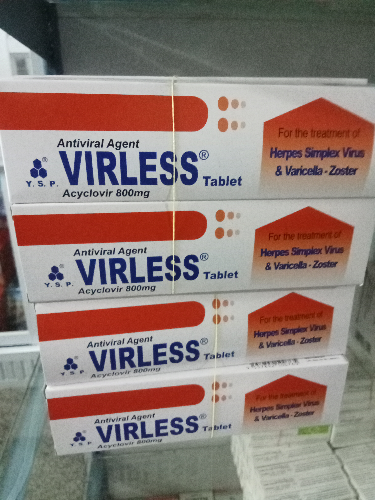 For the treatment of
Herpes Simplex Virus
& Varicella - Zoster
Antiviral Agent
VIRLESS®
Tablet
Y. S. P.
Acyclovir 800mg
For the treatment of
Herpes Simplex Virus
& Varicella - Zoster
Antiviral Agent
VIRLESS®
Tablet
Y.S.P.
Acyclovir 800mg
For the treatment of
Herpes Simplex Virus
& Varicella - Zoster
Antiviral Agent
VIRLESS®
Tablet
Y.S.P.
Acyclovir 800mg
For the treatment of
Herpes Simplex Virus
& Varicella - Zoster
Antiviral Agent
VIRLESS®
Tablet
Y.S.P.
Acyclovir 800mg